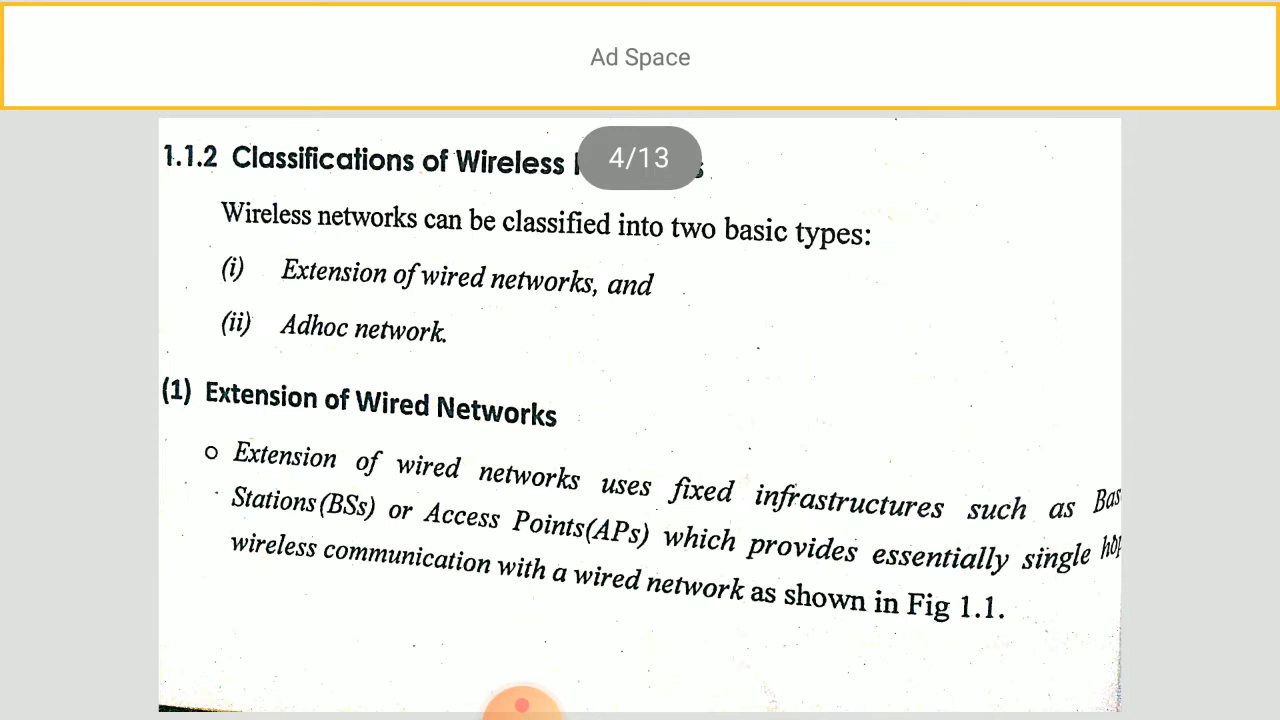 Ad Space
4/13
1.1.2 Classifications of Wireless
Wireless networks can be classified into two basic types:
(i) Extension of wired networks, and
(ii) Adhoc network.
(1) Extension of Wired Networks
o Extension of wired networks uses fixed infrastructures such as Bas
Stations(BSs) or Access Points(APs) which provides essentially single hop
wireless communication with a wired network as shown in Fig 1.1.